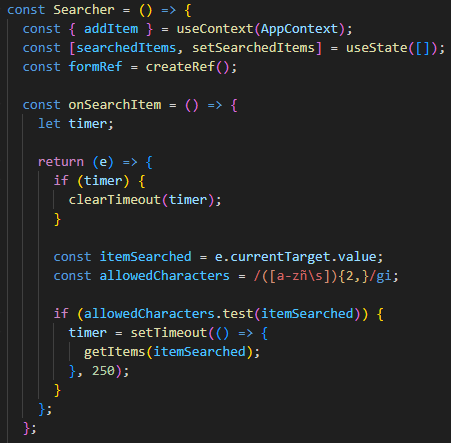 const Searcher = () => {
  const { addItem } = useContext(AppContext);
  const [searchedItems, setSearchedItems] = useState([]);
  const formRef = createRef();

  const onSearchItem = () => {
    let timer;

    return (e) => {
      if (timer) {
        clearTimeout(timer);
      }

      const itemSearched = e.currentTarget.value;
      const allowedCharacters = /([a-zñ\s]){2,}/gi;

      if (allowedCharacters.test(itemSearched)) {
        timer = setTimeout(() => {
          getItems(itemSearched);
        }, 250);
      }
    };
  };